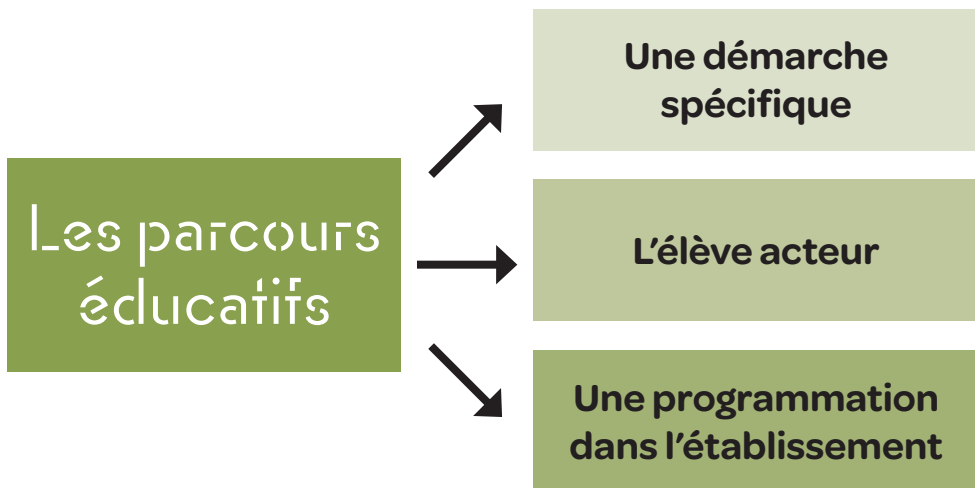 Les parcours
éducatifs
Une démarche
spécifique
L'élève acteur
Une programmation
dans l'établissement